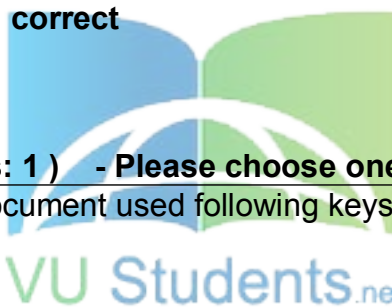 correct
: 1 ) - Please choose one
ocument used following keys
VU Students.ne